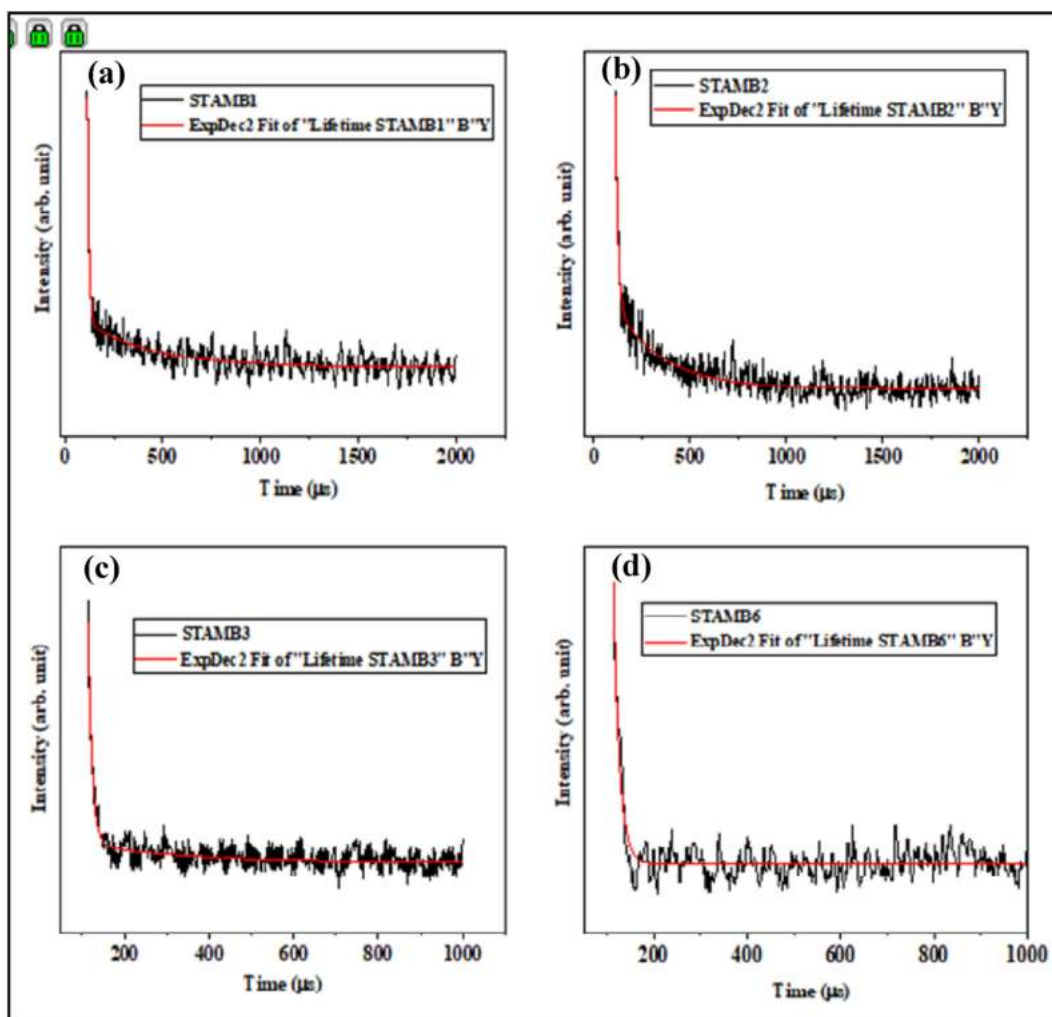 (a)
STAMB1
ExpDec2 Fit of "Lifetime STAMB1" B"Y
Intensity (arb. unit)
0 500 1000 1500 2000
Time (µs)
(b)
STAMB2
ExpDec2 Fit of "Lifetime STAMB2" B"Y
Intensity (arb. unit)
0 500 1000 1500 2000
Time (µs)
(c)
STAMB3
ExpDec2 Fit of "Lifetime STAMB3" B"Y
Intensity (arb. unit)
200 400 600 800 1000
Time (µs)
(d)
STAMB6
ExpDec2 Fit of "Lifetime STAMB6" B"Y
Intensity (arb. unit)
200 400 600 800 1000
Time (µs)